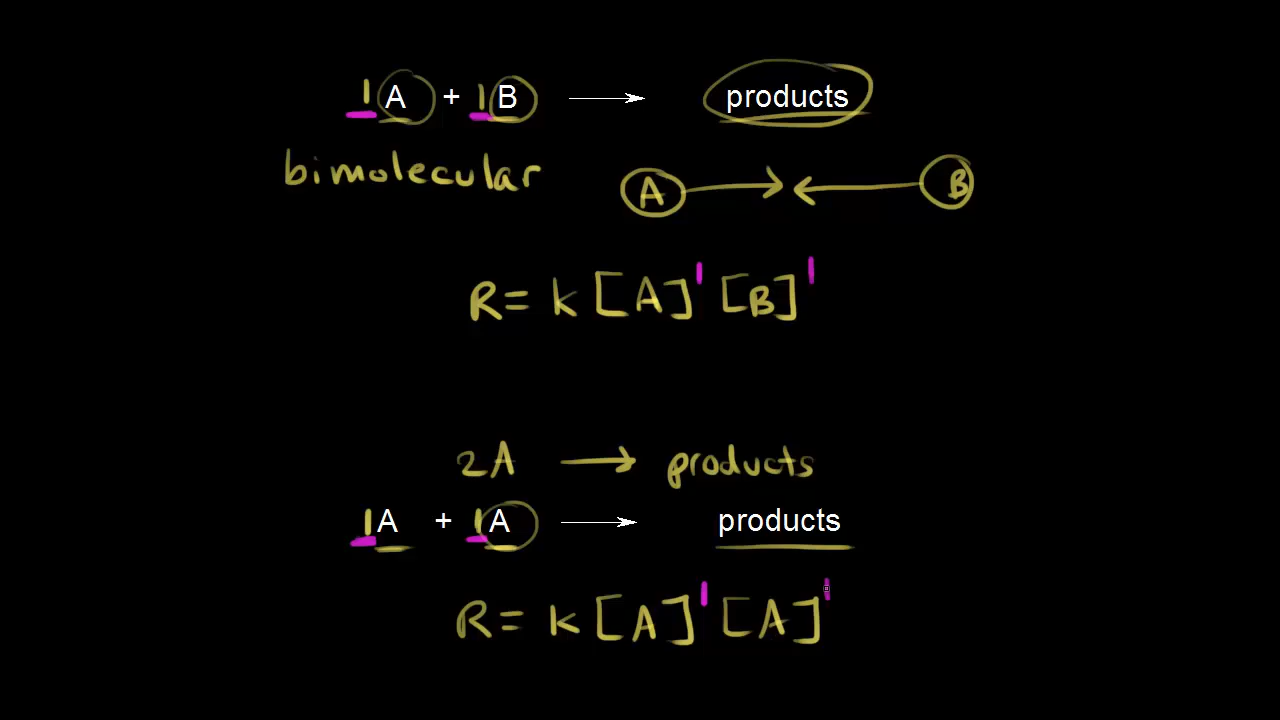 1A + 1B → products
bimolecular A → ← B
R = k [A]¹ [B]¹
2A → products
1A + 1A → products
R = k [A]¹ [A]¹